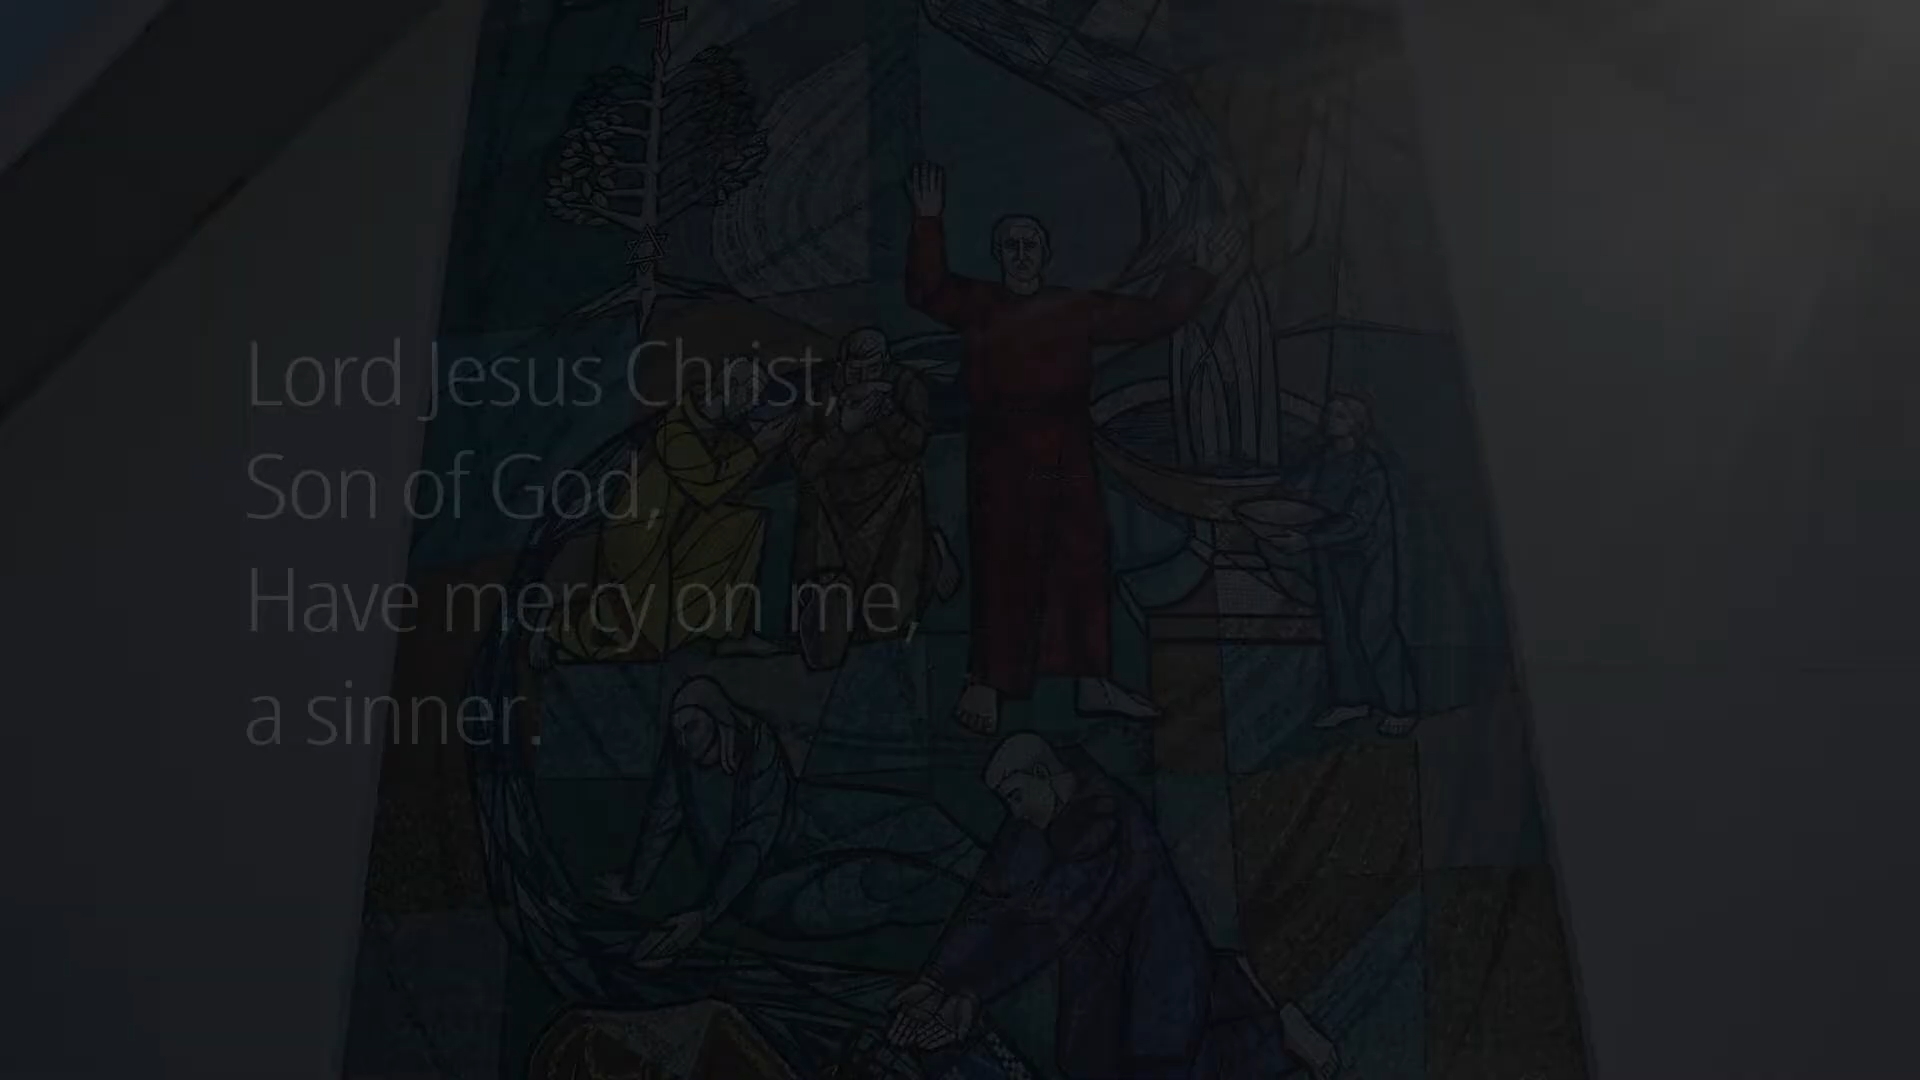 Lord Jesus Christ,
Son of God,
Have mercy on me,
a sinner.